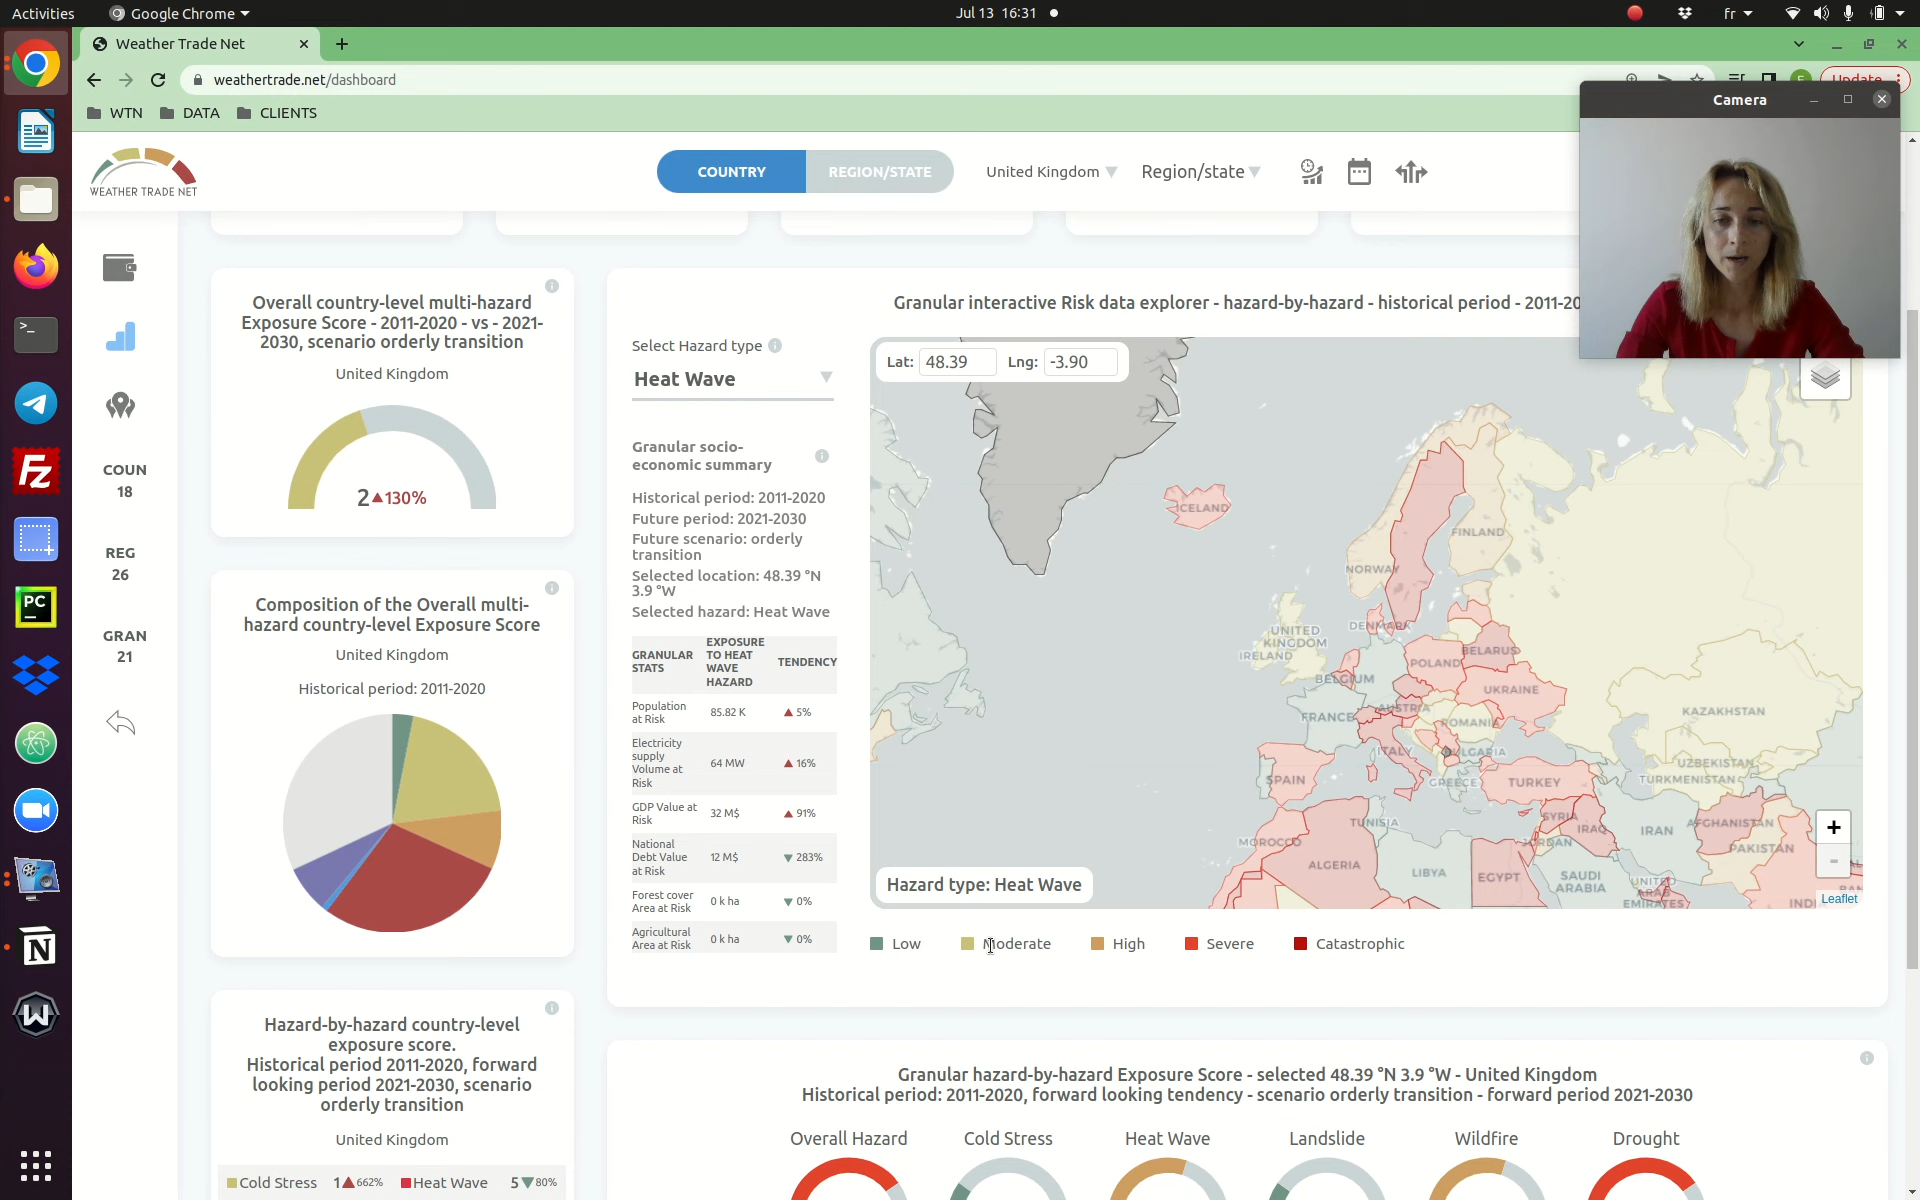 Activities
Google Chrome
Jul 13 16:31
fr
Weather Trade Net
weathertrade.net/dashboard
Update
WTN
DATA
CLIENTS
Camera
WEATHER TRADE NET
COUNTRY
REGION/STATE
United Kingdom
Region/state
COUN
18
REG
26
GRAN
21
Overall country-level multi-hazard
Exposure Score - 2011-2020 - vs - 2021-
2030, scenario orderly transition
United Kingdom
2 130%
Composition of the Overall multi-
hazard country-level Exposure Score
United Kingdom
Historical period: 2011-2020
Hazard-by-hazard country-level
exposure score.
Historical period 2011-2020, forward
looking period 2021-2030, scenario
orderly transition
United Kingdom
Cold Stress 1 662% Heat Wave 5 80%
Granular interactive Risk data explorer - hazard-by-hazard - historical period - 2011-20
Select Hazard type
Heat Wave
Granular socio-
economic summary
Historical period: 2011-2020
Future period: 2021-2030
Future scenario: orderly
transition
Selected location: 48.39 °N
3.9 °W
Selected hazard: Heat Wave
GRANULAR STATS
EXPOSURE TO HEAT WAVE HAZARD
TENDENCY
Population at Risk 85.82 K 5%
Electricity supply Volume at Risk 64 MW 16%
GDP Value at Risk 32 M$ 91%
National Debt Value at Risk 12 M$ 283%
Forest cover Area at Risk 0 k ha 0%
Agricultural Area at Risk 0 k ha 0%
Lat: 48.39 Lng: -3.90
ICELAND
FINLAND
NORWAY
UNITED
KINGDOM
IRELAND
DENMARK
BELARUS
POLAND
BELGIUM
UKRAINE
FRANCE
AUSTRIA
ROMANIA
KAZAKHSTAN
ITALY
BULGARIA
UZBEKISTAN
SPAIN
GREECE
TURKEY
TURKMENISTAN
TUNISIA
SYRIA
IRAQ
IRAN
AFGHANISTAN
MOROCCO
JORDAN
PAKISTAN
ALGERIA
LIBYA
EGYPT
SAUDI
ARABIA
UNITED
ARAB
EMIRATES
+
-
Leaflet
Hazard type: Heat Wave
Low
Moderate
High
Severe
Catastrophic
Granular hazard-by-hazard Exposure Score - selected 48.39 °N 3.9 °W - United Kingdom
Historical period: 2011-2020, forward looking tendency - scenario orderly transition - forward period 2021-2030
Overall Hazard
Cold Stress
Heat Wave
Landslide
Wildfire
Drought